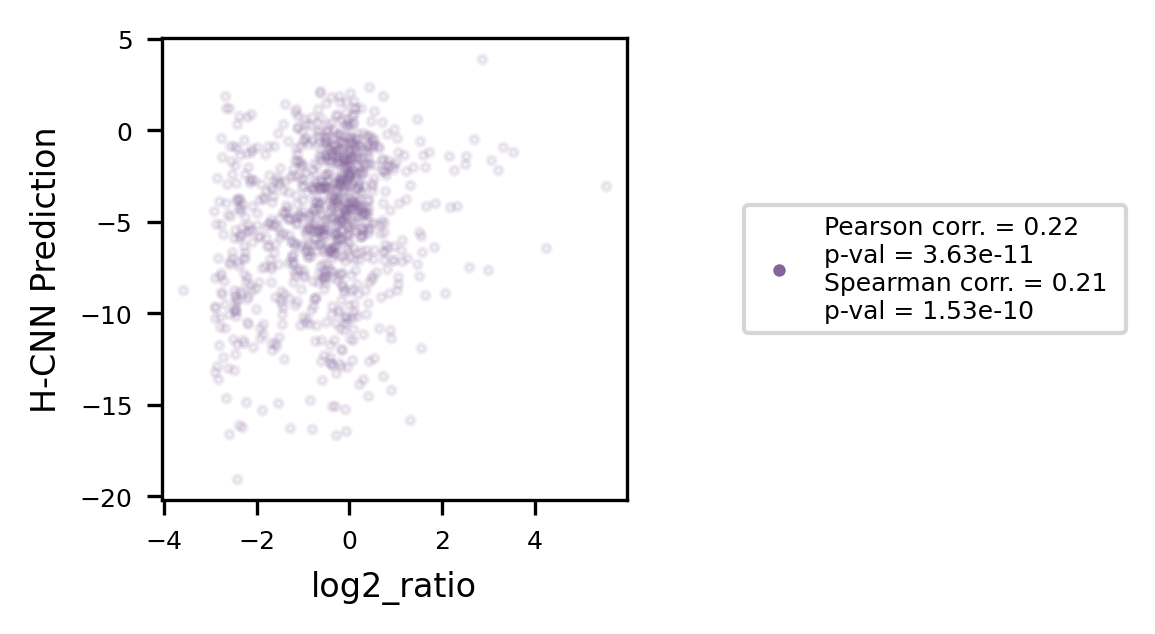 5
0
−5
−10
−15
−20
H-CNN Prediction
−4
−2
0
2
4
log2_ratio
Pearson corr. = 0.22
p-val = 3.63e-11
Spearman corr. = 0.21
p-val = 1.53e-10